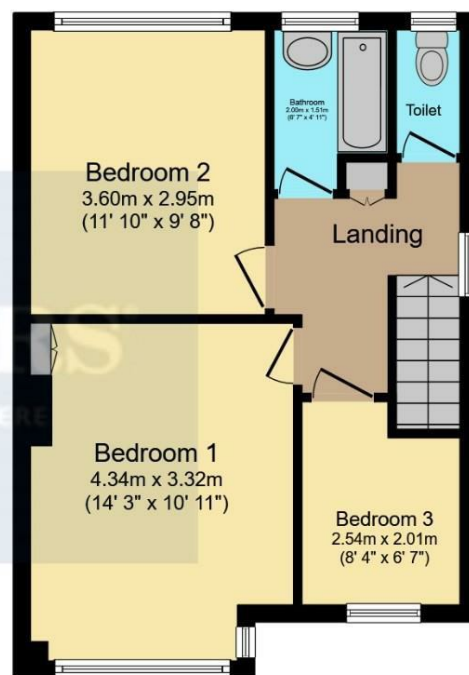 Bathroom
2.00m x 1.51m
(6' 7" x 4' 11")
Toilet
Bedroom 2
3.60m x 2.95m
(11' 10" x 9' 8")
Landing
Bedroom 1
4.34m x 3.32m
(14' 3" x 10' 11")
Bedroom 3
2.54m x 2.01m
(8' 4" x 6' 7")